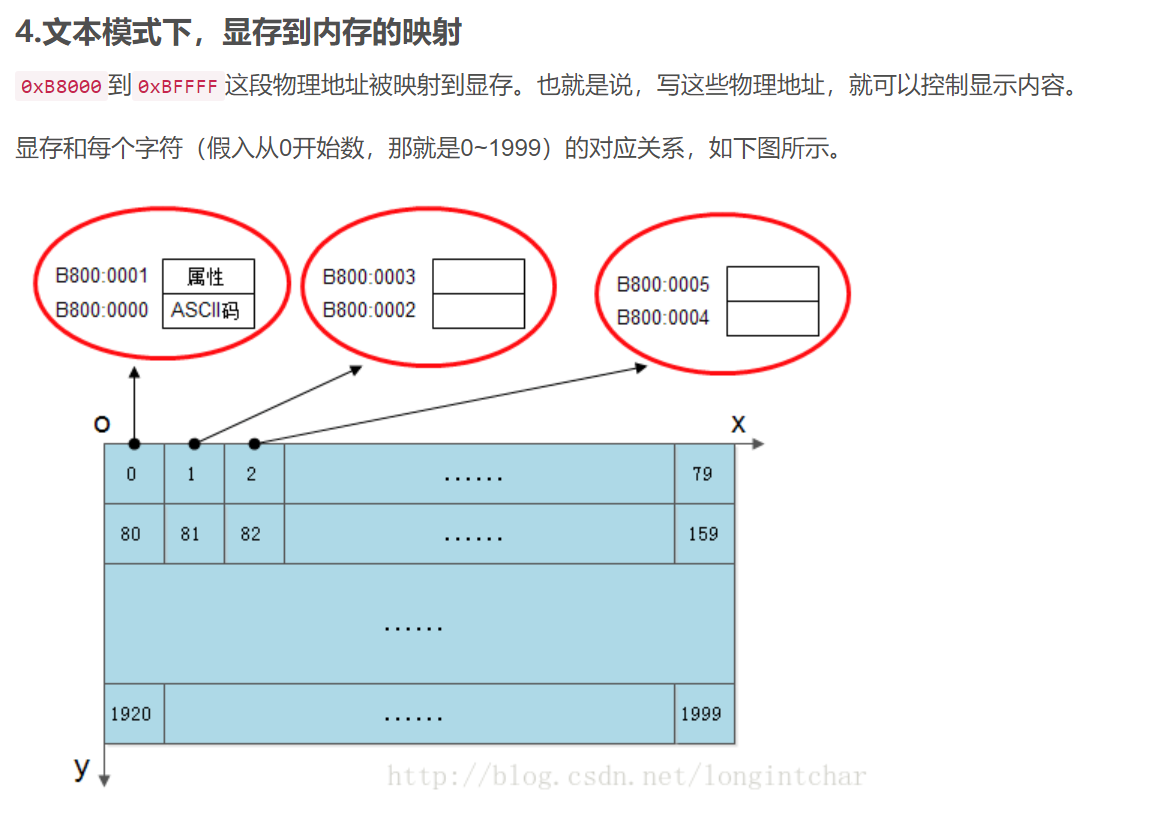 4.文本模式下，显存到内存的映射
0xB8000到0xBFFFF这段物理地址被映射到显存。也就是说，写这些物理地址，就可以控制显示内容。
显存和每个字符（假入从0开始数，那就是0~1999）的对应关系，如下图所示。
B800:0001 属性 B800:0003 B800:0005
B800:0000 ASCII码 B800:0002 B800:0004
O X
0 1 2 ...... 79
80 81 82 ...... 159
......
1920 ...... 1999
y
http://blog.csdn.net/longintchar